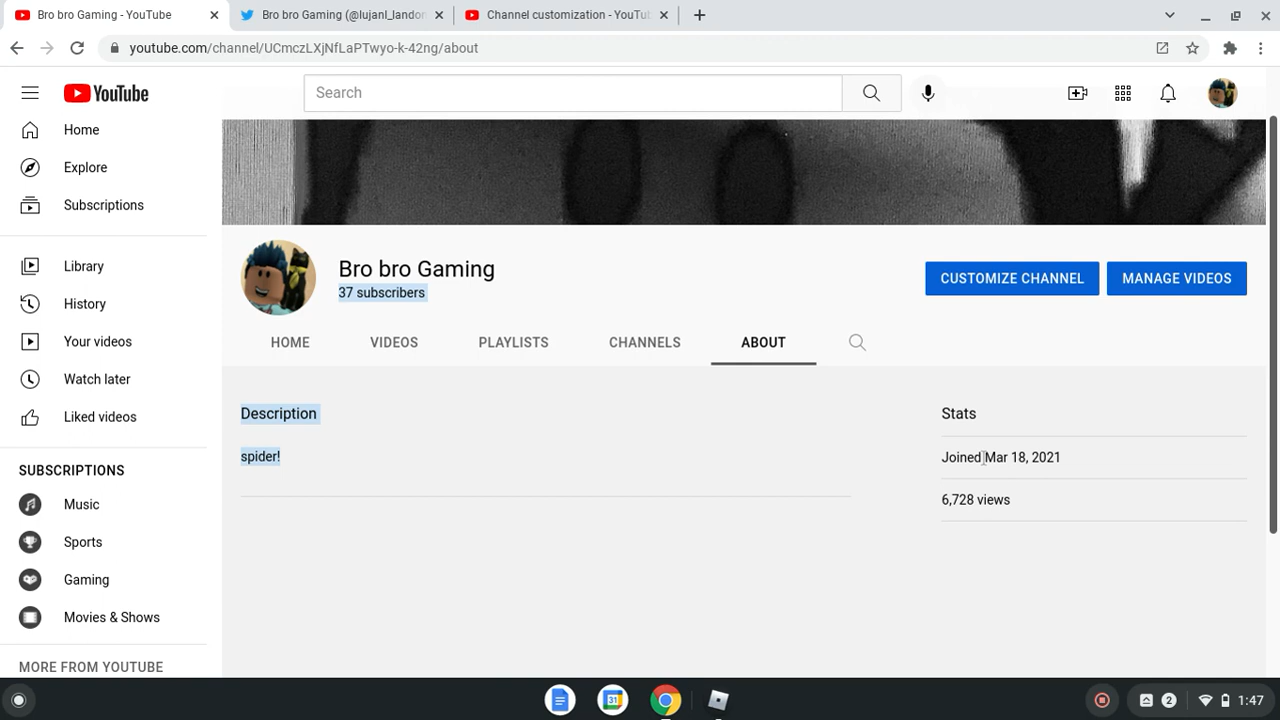 Bro bro Gaming - YouTube
Bro bro Gaming (@lujanl_landon
Channel customization - YouTu
youtube.com/channel/UCmczLXjNfLaPTwyo-k-42ng/about
YouTube
Search
Home
Explore
Subscriptions
Library
History
Your videos
Watch later
Liked videos
SUBSCRIPTIONS
Music
Sports
Gaming
Movies & Shows
MORE FROM YOUTUBE
Bro bro Gaming
37 subscribers
CUSTOMIZE CHANNEL
MANAGE VIDEOS
HOME
VIDEOS
PLAYLISTS
CHANNELS
ABOUT
Description
spider!
Stats
Joined Mar 18, 2021
6,728 views
31
2
1:47